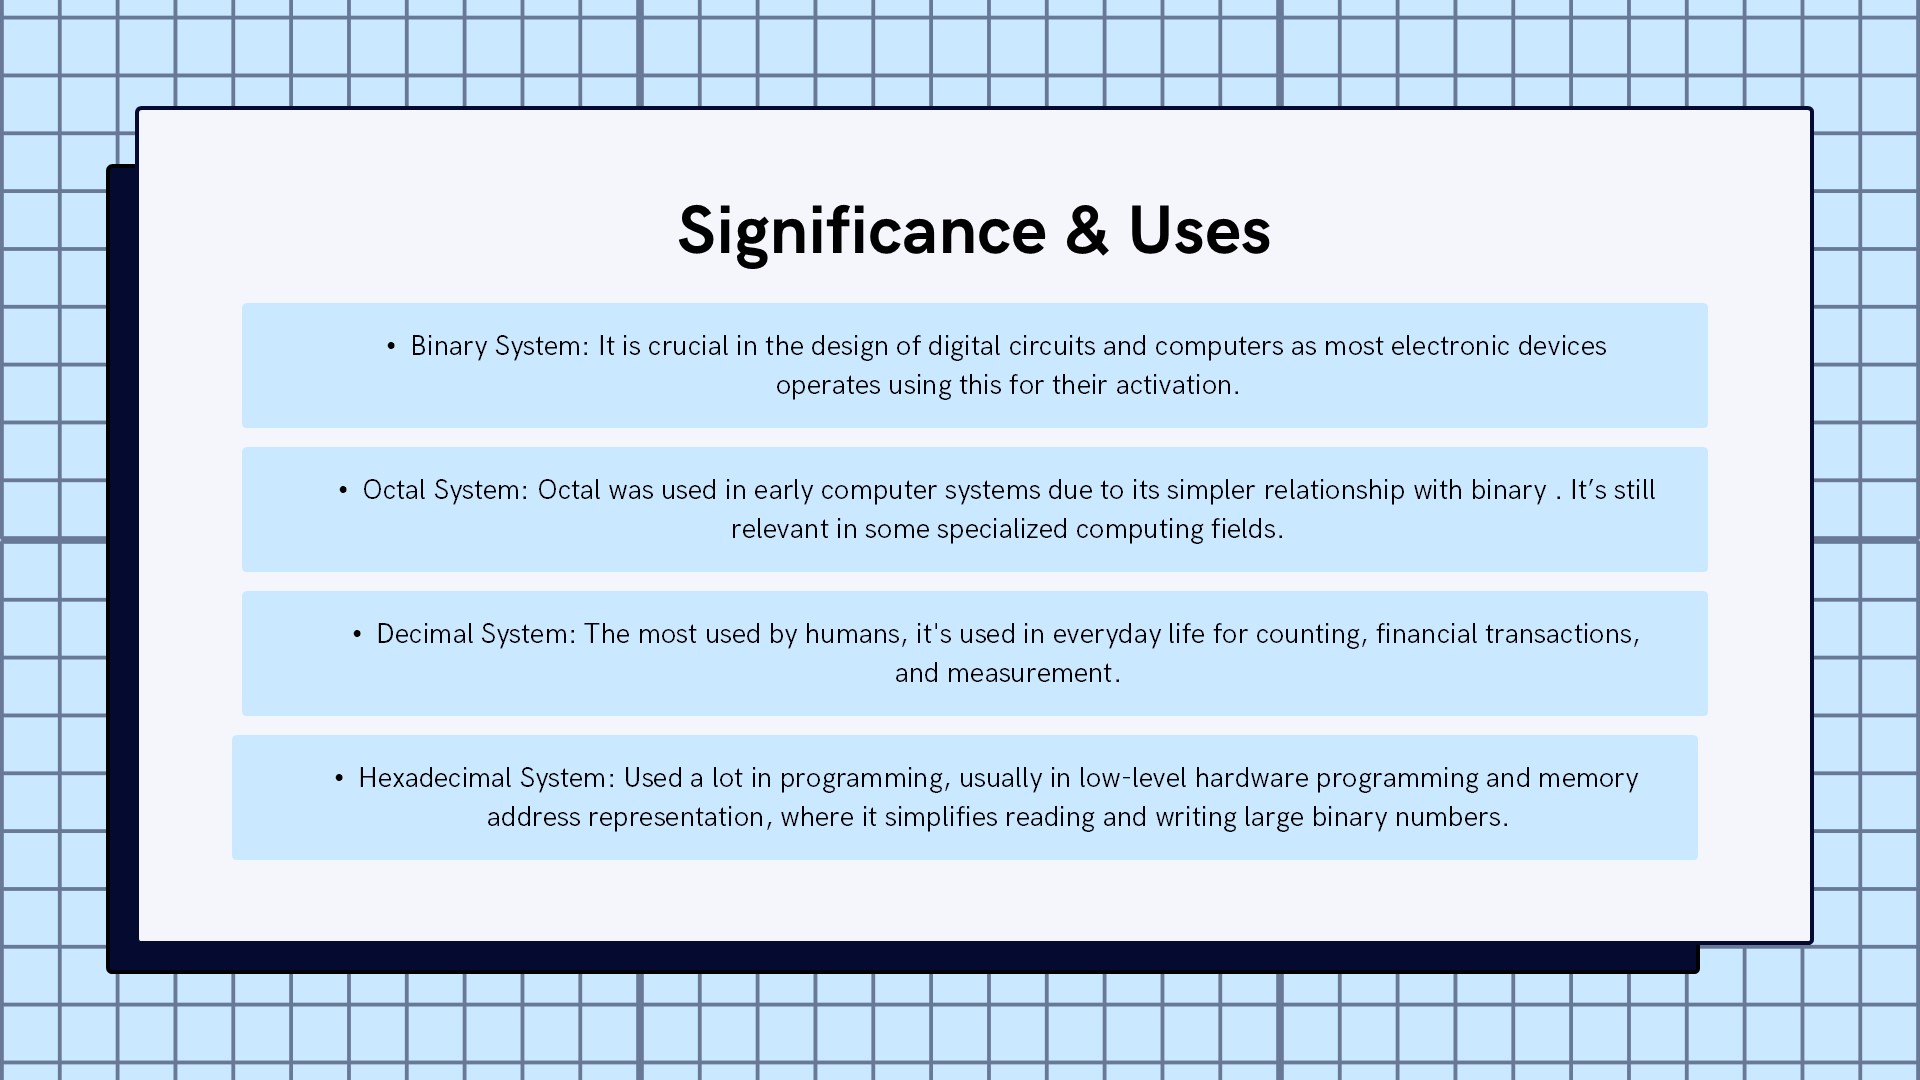 Significance & Uses
• Binary System: It is crucial in the design of digital circuits and computers as most electronic devices
operates using this for their activation.
• Octal System: Octal was used in early computer systems due to its simpler relationship with binary . It’s still
relevant in some specialized computing fields.
• Decimal System: The most used by humans, it's used in everyday life for counting, financial transactions,
and measurement.
• Hexadecimal System: Used a lot in programming, usually in low-level hardware programming and memory
address representation, where it simplifies reading and writing large binary numbers.